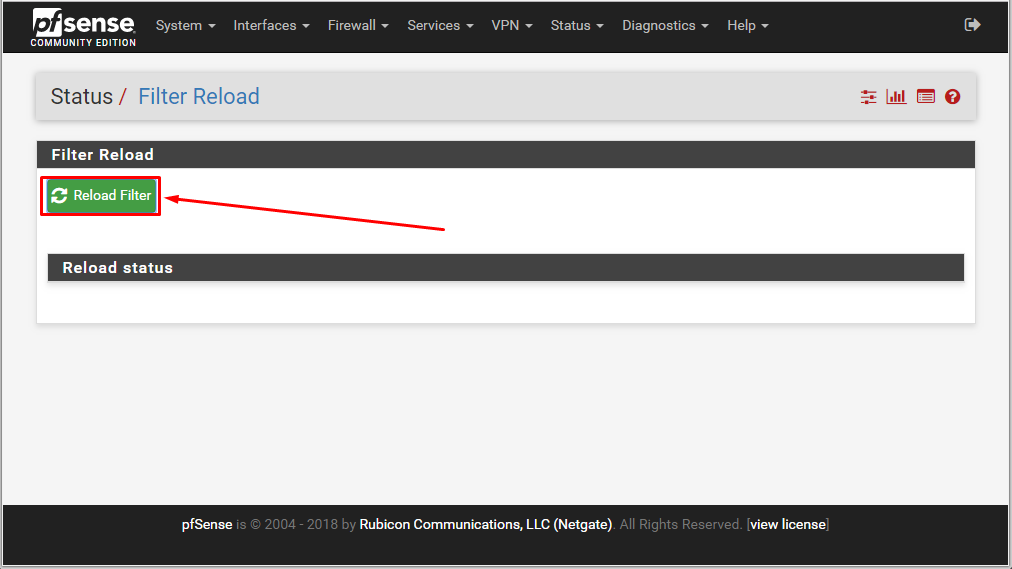 pfsense
COMMUNITY EDITION
System Interfaces Firewall Services VPN Status Diagnostics Help
Status / Filter Reload
Filter Reload
Reload Filter
Reload status
pfSense is © 2004 - 2018 by Rubicon Communications, LLC (Netgate). All Rights Reserved. [view license]